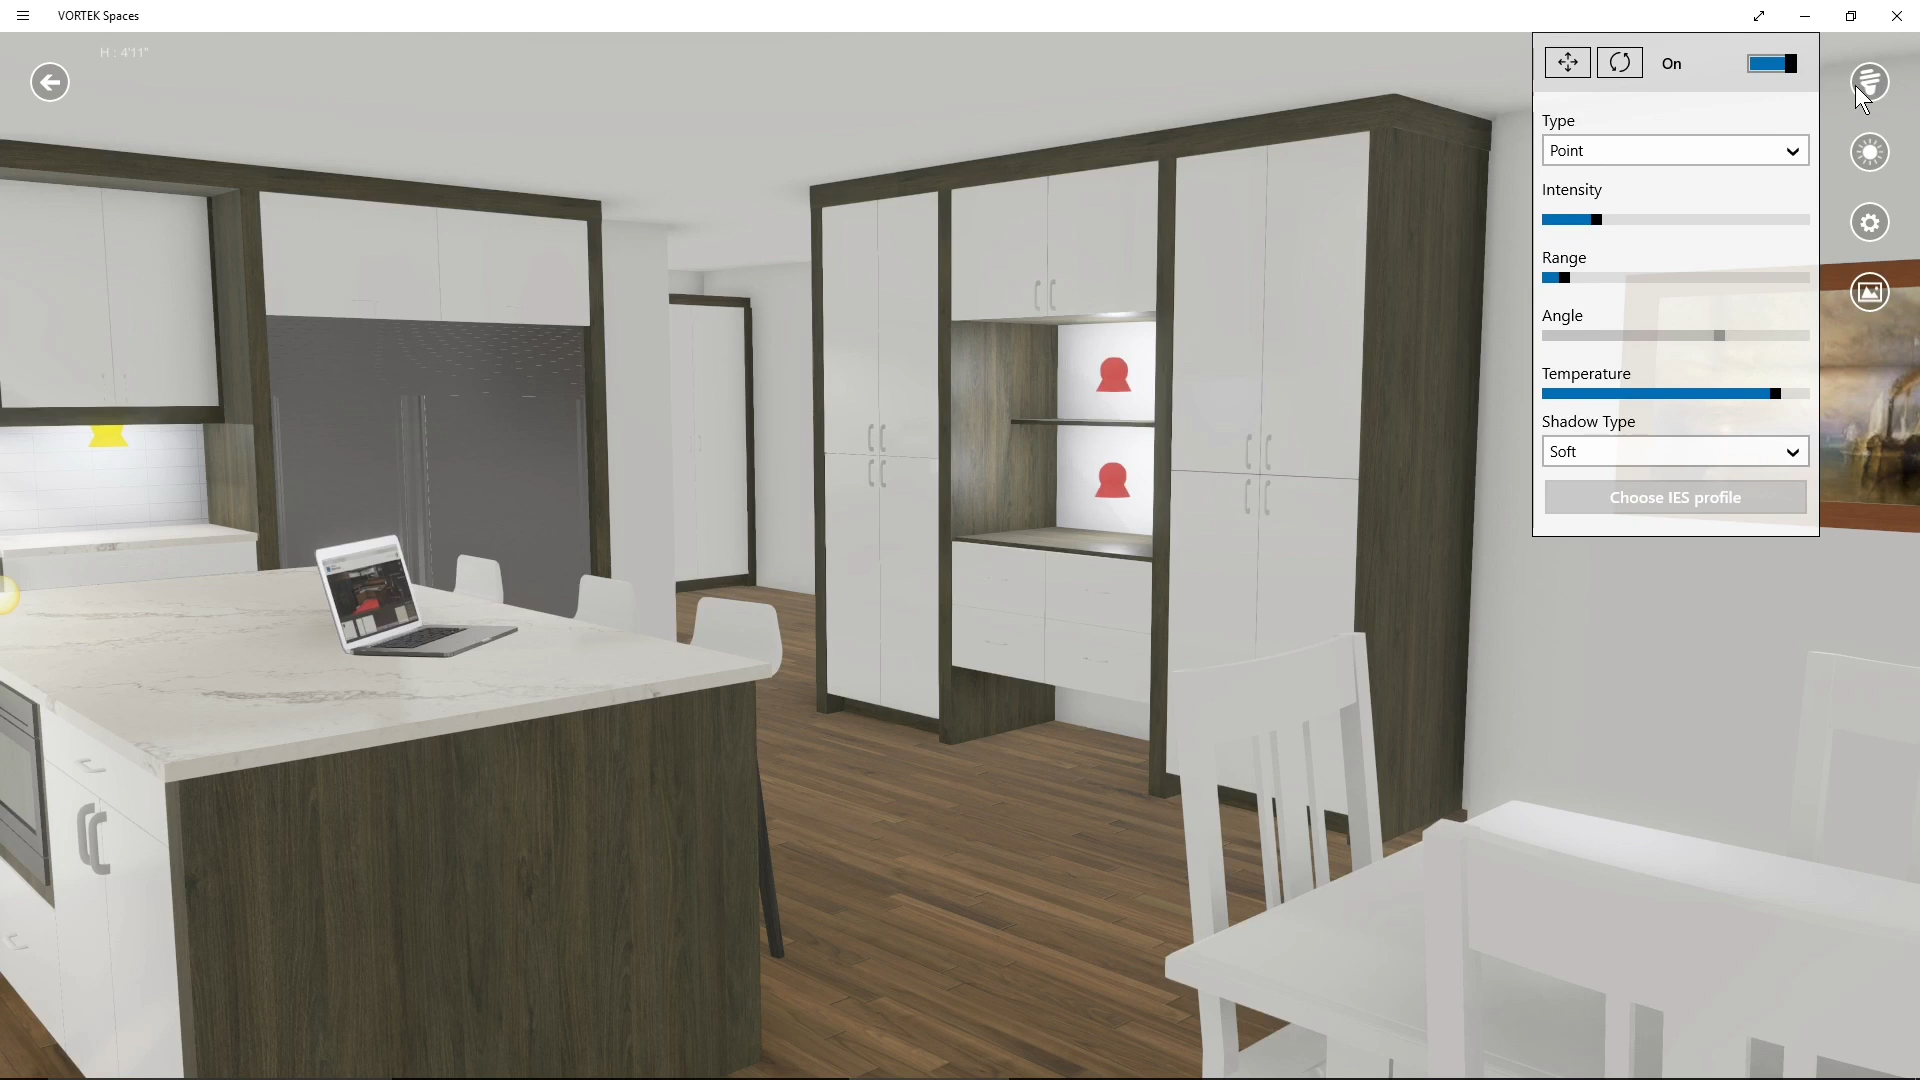 VORTEK Spaces
H : 4'11"
On
Type
Point
Intensity
Range
Angle
Temperature
Shadow Type
Soft
Choose IES profile